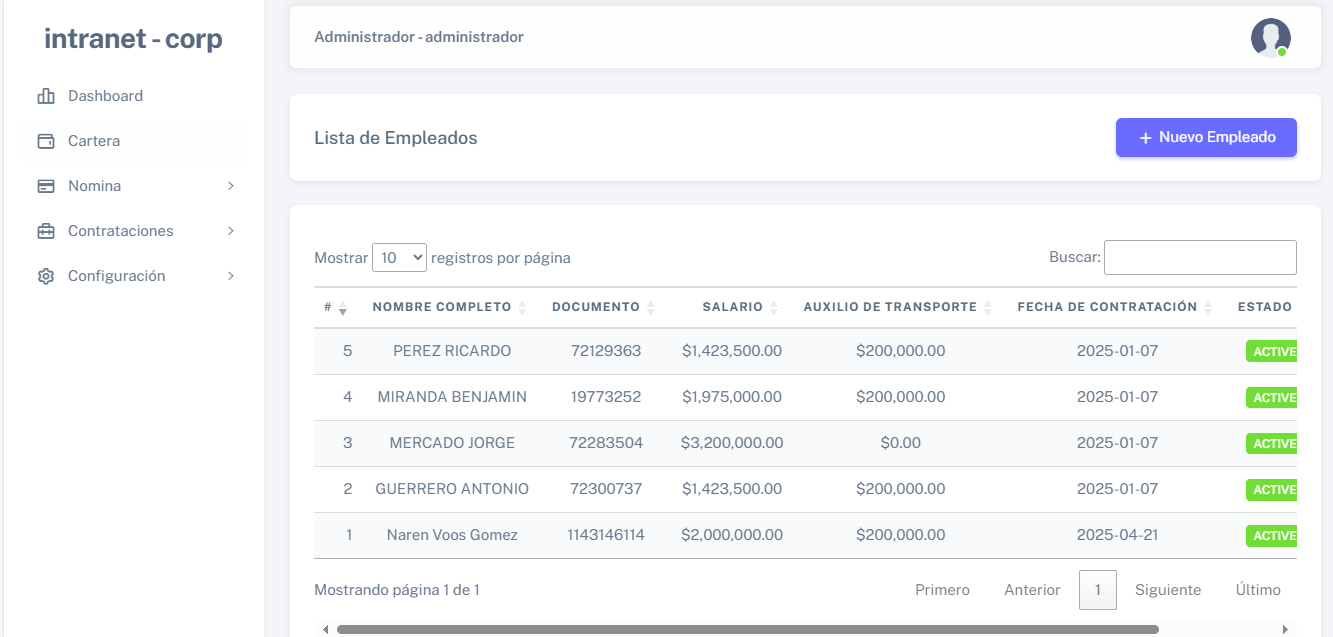 intranet - corp
Administrador - administrador
Dashboard
Cartera
Nomina
Contrataciones
Configuración
Lista de Empleados
+ Nuevo Empleado
Mostrar 10 registros por página
Buscar:
# NOMBRE COMPLETO DOCUMENTO SALARIO AUXILIO DE TRANSPORTE FECHA DE CONTRATACIÓN ESTADO
5 PEREZ RICARDO 72129363 $1,423,500.00 $200,000.00 2025-01-07 ACTIVE
4 MIRANDA BENJAMIN 19773252 $1,975,000.00 $200,000.00 2025-01-07 ACTIVE
3 MERCADO JORGE 72283504 $3,200,000.00 $0.00 2025-01-07 ACTIVE
2 GUERRERO ANTONIO 72300737 $1,423,500.00 $200,000.00 2025-01-07 ACTIVE
1 Naren Voos Gomez 1143146114 $2,000,000.00 $200,000.00 2025-04-21 ACTIVE
Mostrando página 1 de 1
Primero Anterior 1 Siguiente Último